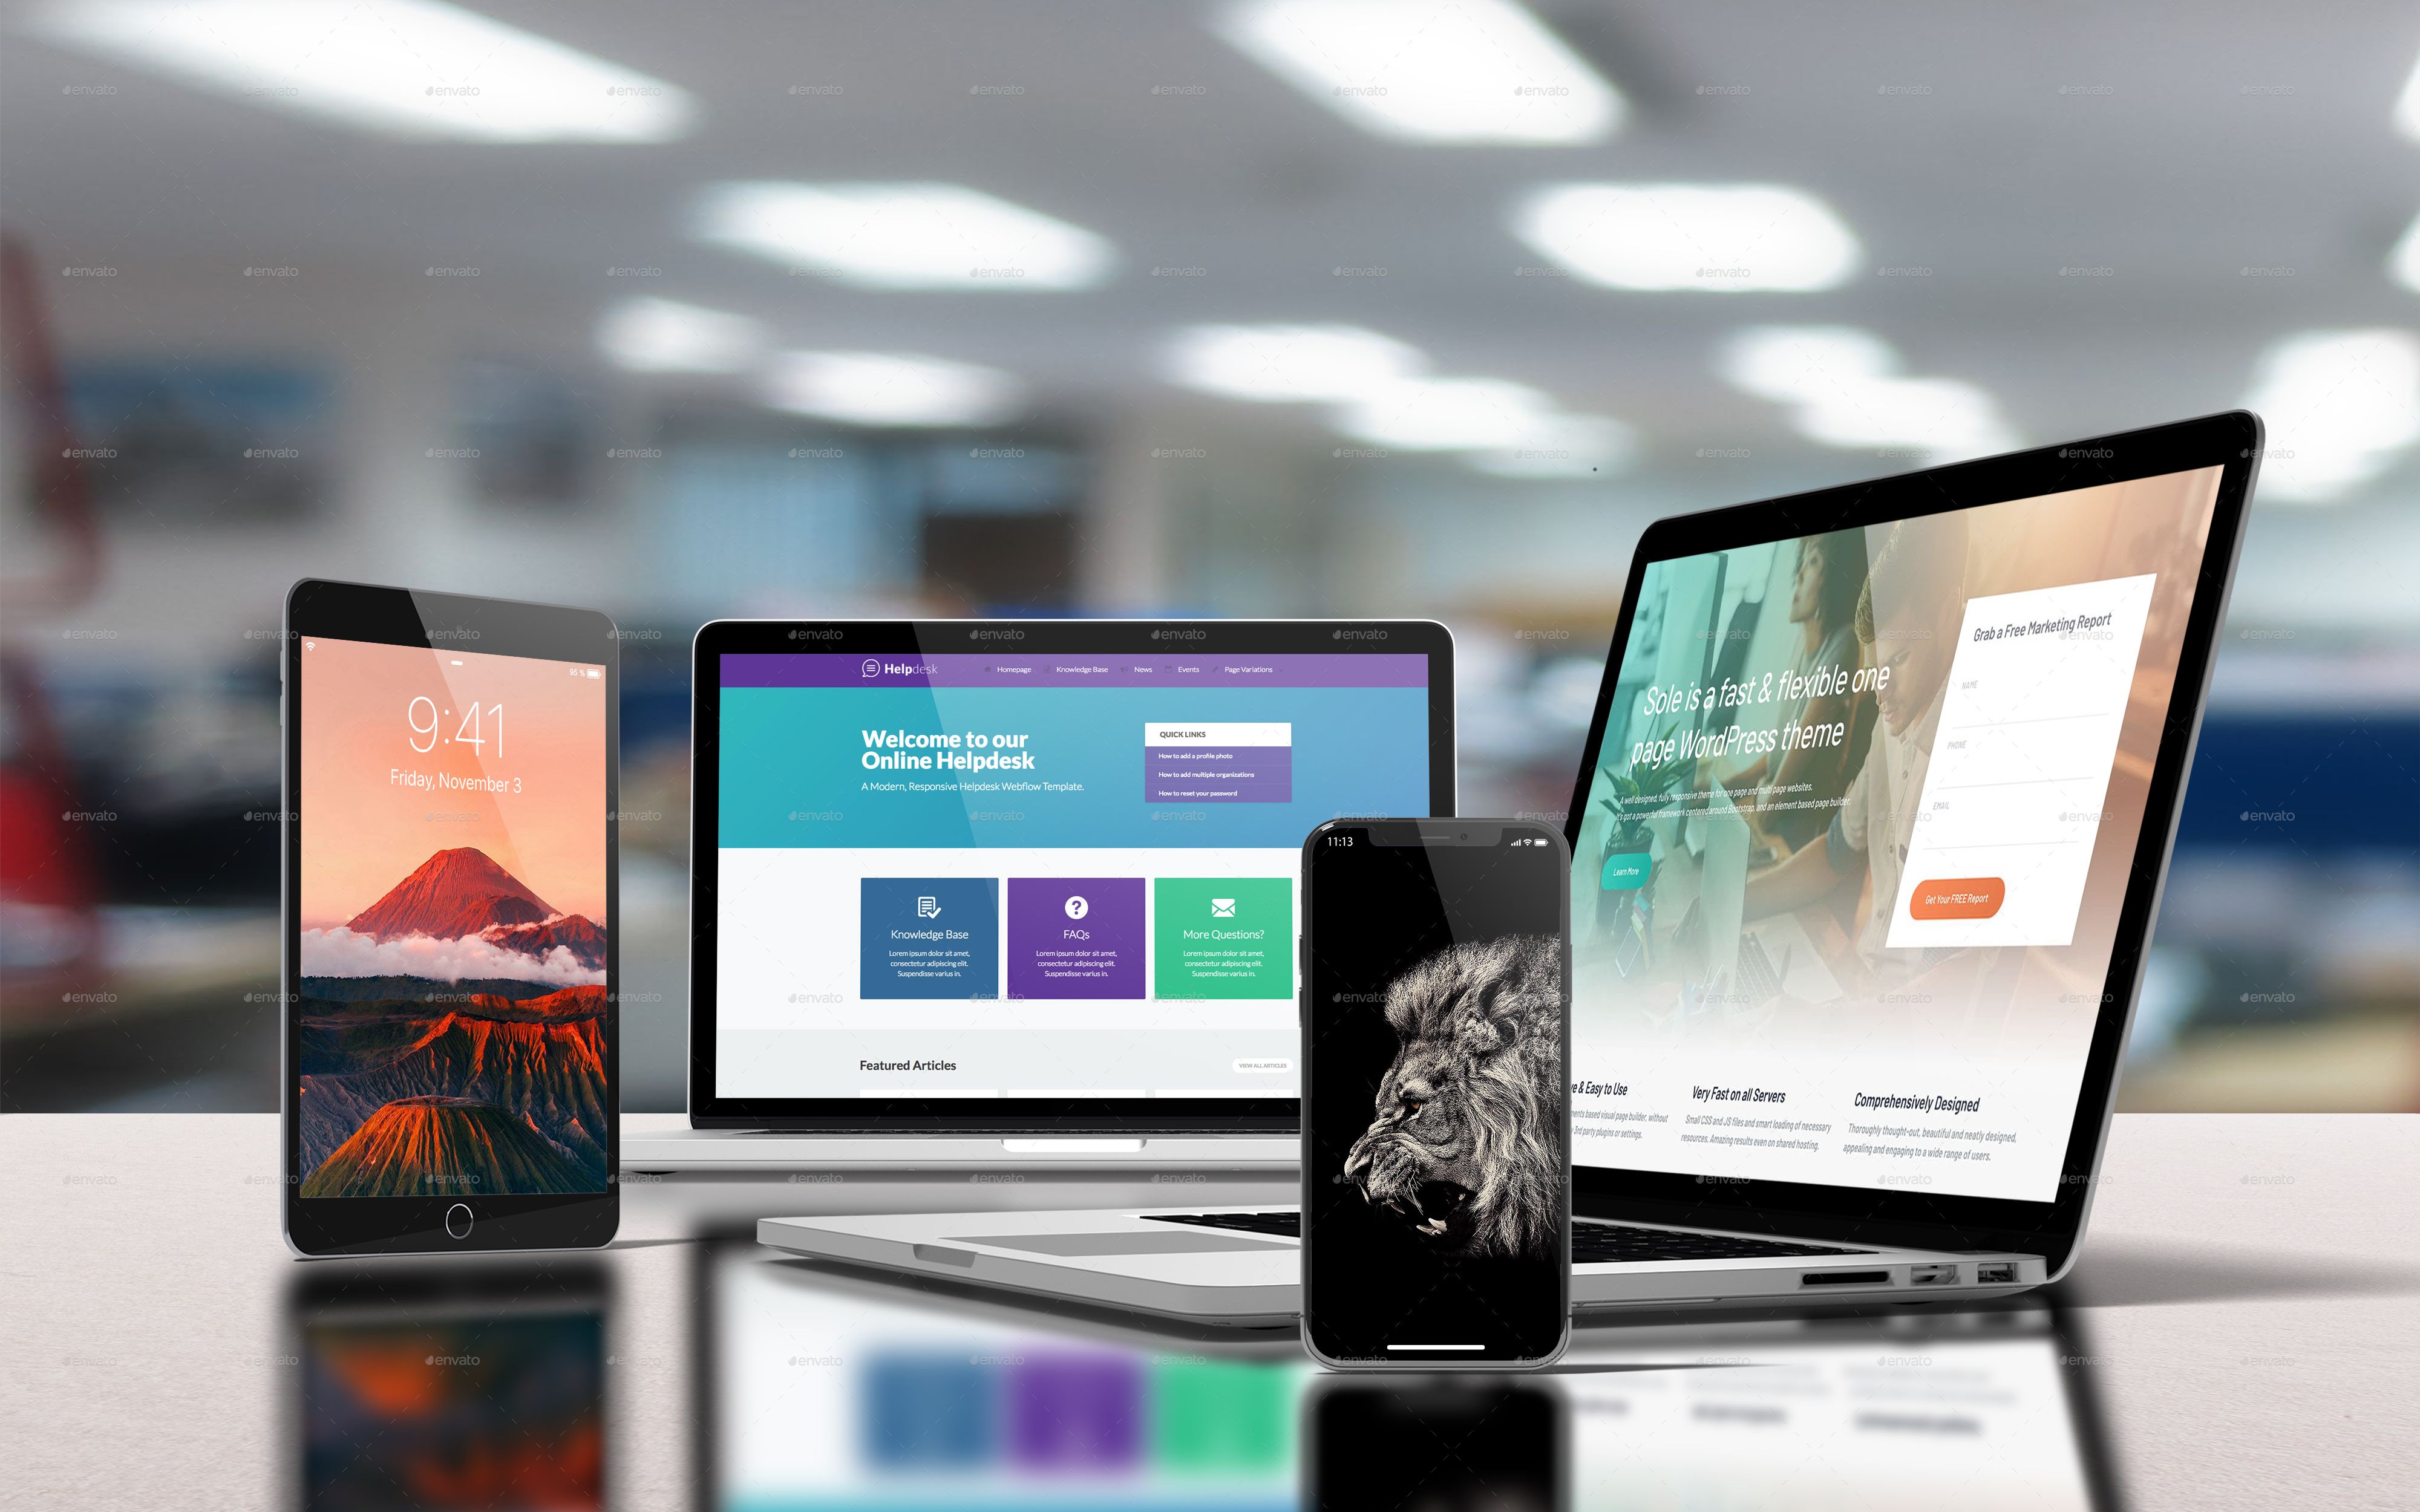 envato
95 %
9:41
Friday, November 3
Helpdesk
Homepage
Knowledge Base
News
Events
Page Variations
Welcome to our
Online Helpdesk
A Modern, Responsive Helpdesk Webflow Template.
QUICK LINKS
How to add a profile photo
How to add multiple organizations
How to reset your password
Knowledge Base
Lorem ipsum dolor sit amet,
consectetur adipiscing elit.
Suspendisse varius in.
FAQs
Lorem ipsum dolor sit amet,
consectetur adipiscing elit.
Suspendisse varius in.
More Questions?
Lorem ipsum dolor sit amet,
consectetur adipiscing elit.
Suspendisse varius in.
Featured Articles
VIEW ALL ARTICLES
11:13
Sole is a fast & flexible one
page WordPress theme
A well designed, fully responsive theme for one page and multi page websites.
It's got a powerful framework centered around Bootstrap, and an element based page builder.
Learn More
Grab a Free Marketing Report
NAME
PHONE
EMAIL
Get Your FREE Report
& Easy to Use
based visual page builder, without
3rd party plugins or settings.
Very Fast on all Servers
Small CSS and JS files and smart loading of necessary
resources. Amazing results even on shared hosting.
Comprehensively Designed
Thoroughly thought-out, beautiful and neatly designed,
appealing and engaging to a wide range of users.